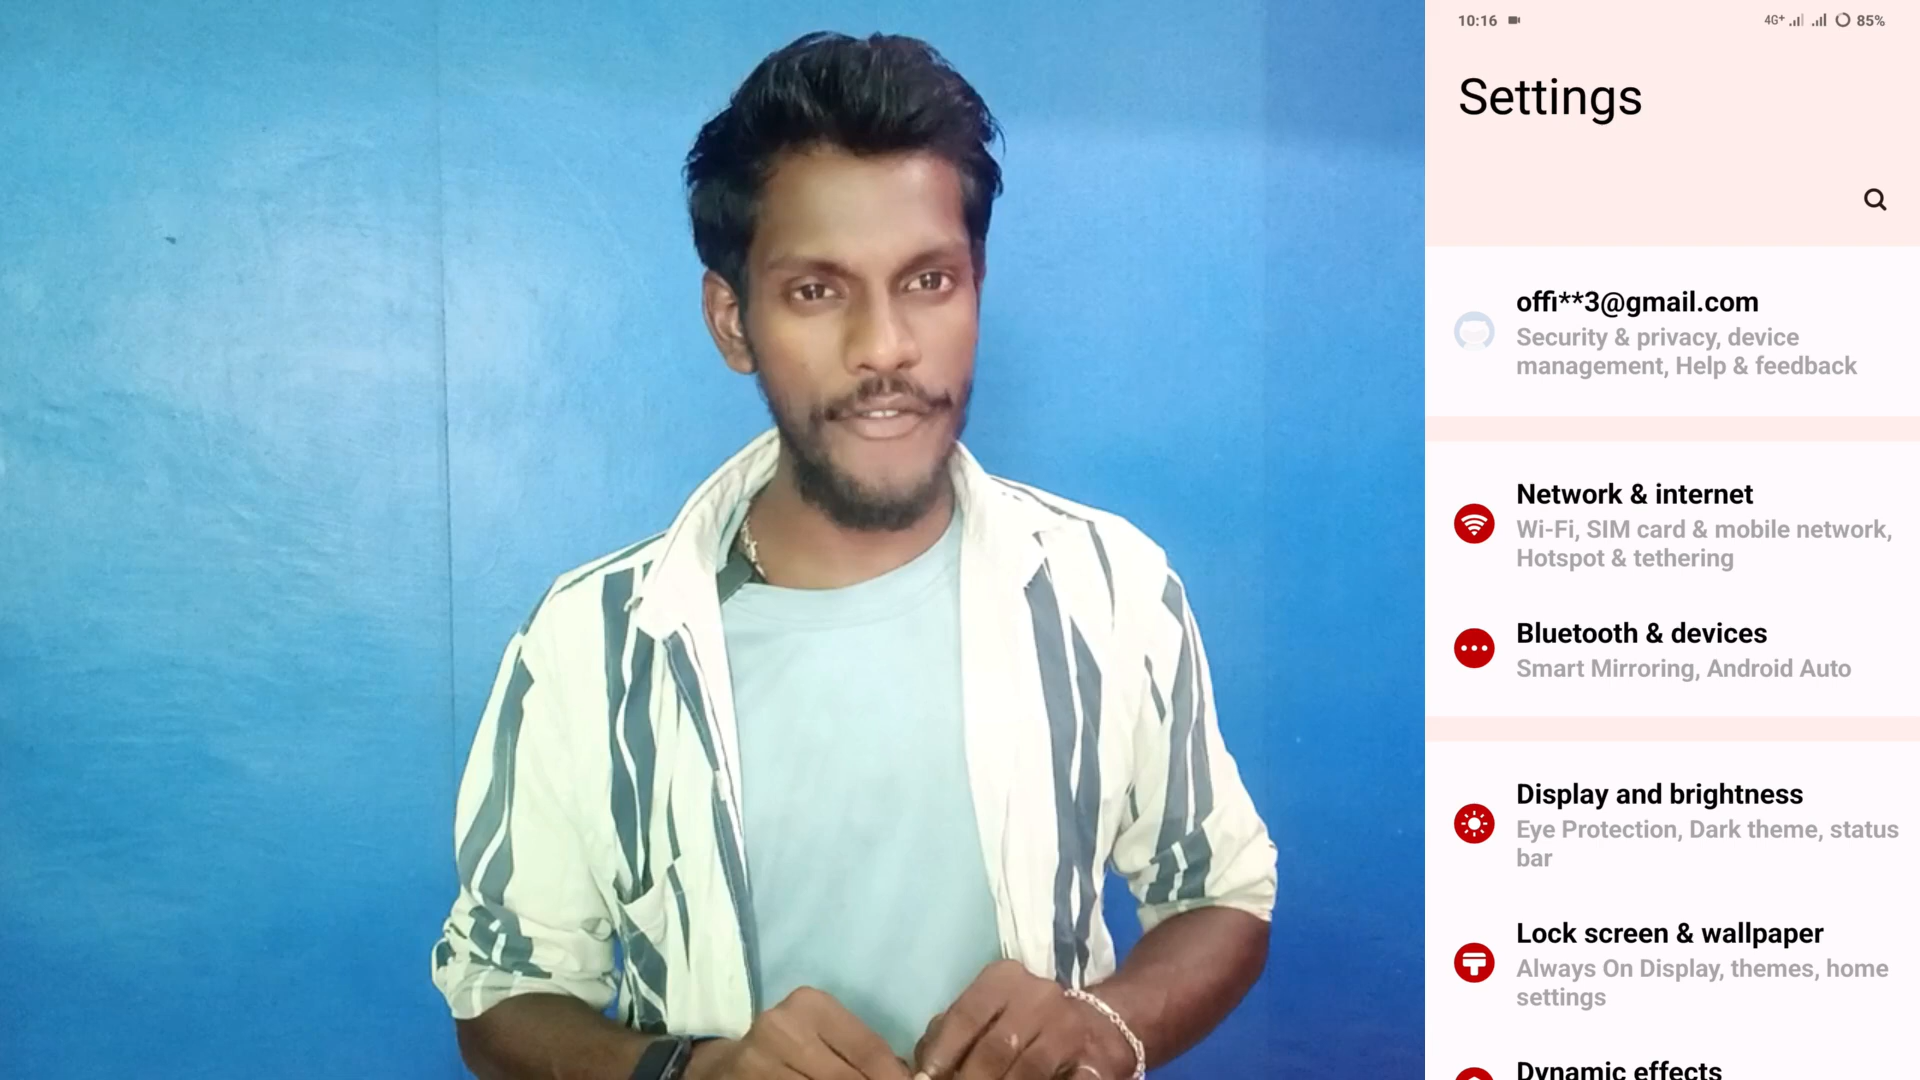 10:16 4G+ 85%
Settings
offi**3@gmail.com
Security & privacy, device
management, Help & feedback
Network & internet
Wi-Fi, SIM card & mobile network,
Hotspot & tethering
Bluetooth & devices
Smart Mirroring, Android Auto
Display and brightness
Eye Protection, Dark theme, status
bar
Lock screen & wallpaper
Always On Display, themes, home
settings
Dynamic effects